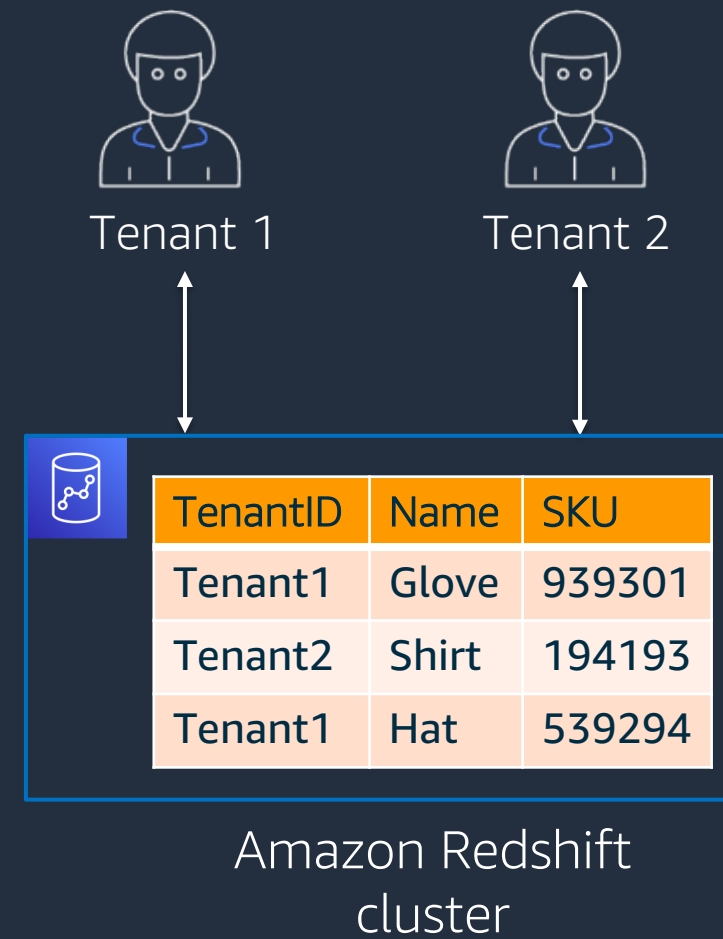 Tenant 1 Tenant 2
TenantID Name SKU
Tenant1 Glove 939301
Tenant2 Shirt 194193
Tenant1 Hat 539294
Amazon Redshift
cluster